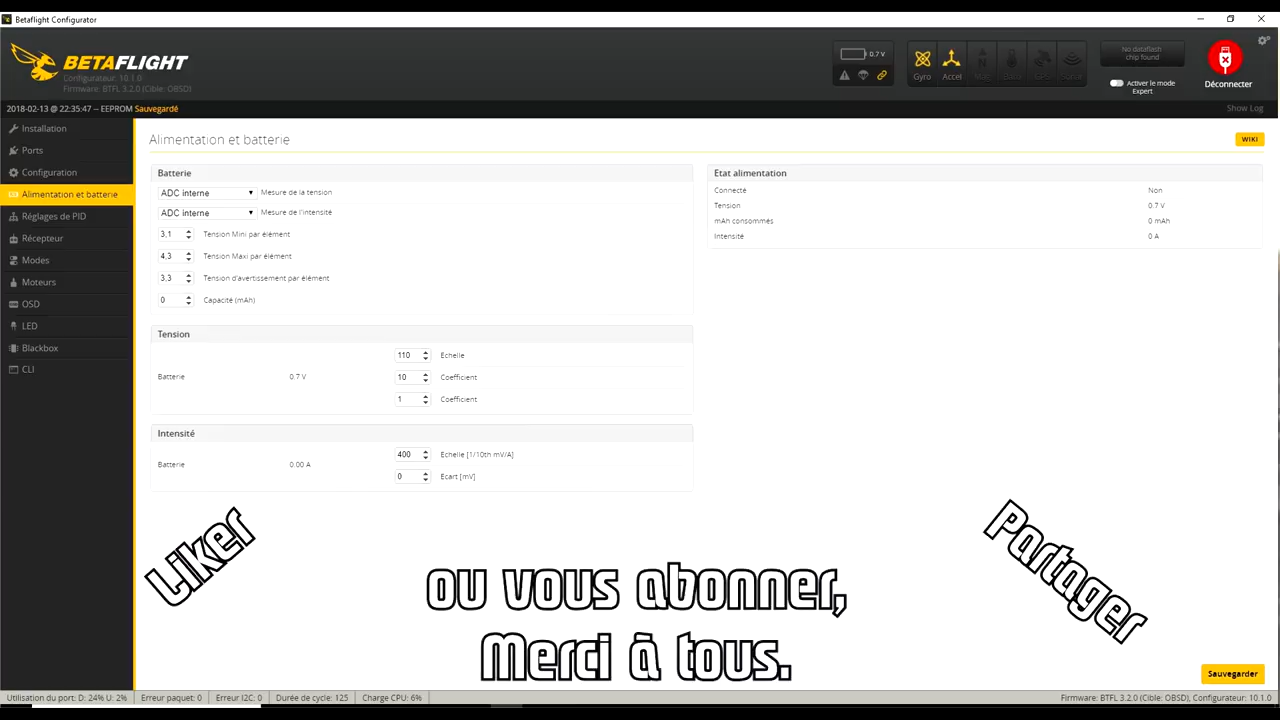 Betaflight Configurator
BETAFLIGHT
Configurateur: 10.1.0
Firmware: BTFL 3.2.0 (Cible: OBSD)
0.7 V
Gyro
Accel
No dataflash
chip found
Activer le mode
Expert
Déconnecter
2018-02-13 @ 22:35:47 -- EEPROM Sauvegardé
Show Log
Installation
Ports
Configuration
Alimentation et batterie
Réglages de PID
Récepteur
Modes
Moteurs
OSD
LED
Blackbox
CLI
Alimentation et batterie
WIKI
Batterie
ADC interne Mesure de la tension
ADC interne Mesure de l'intensité
3,1 Tension Mini par élément
4,3 Tension Maxi par élément
3,3 Tension d'avertissement par élément
0 Capacité (mAh)
Etat alimentation
Connecté Non
Tension 0.7 V
mAh consommés 0 mAh
Intensité 0 A
Tension
110 Echelle
Batterie 0.7 V 10 Coefficient
1 Coefficient
Intensité
400 Echelle [1/10th mV/A]
Batterie 0.00 A
0 Ecart [mV]
Liker
Partager
ou vous abonner,
Merci à tous.
Sauvegarder
Utilisation du port: D: 24% U: 2% Erreur paquet: 0 Erreur I2C: 0 Durée de cycle: 125 Charge CPU: 6% Firmware: BTFL 3.2.0 (Cible: OBSD), Configurateur: 10.1.0